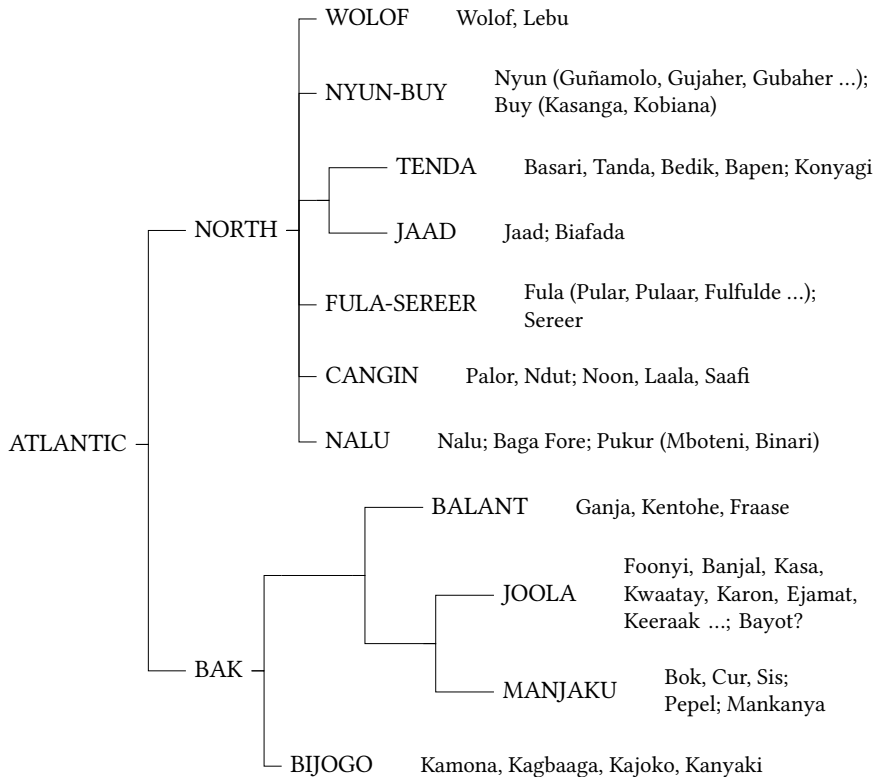 WOLOF Wolof, Lebu
NYUN-BUY Nyun (Guñamolo, Gujaher, Gubaher …);
Buy (Kasanga, Kobiana)
TENDA Basari, Tanda, Bedik, Bapen; Konyagi
NORTH
JAAD Jaad; Biafada
FULA-SEREER Fula (Pular, Pulaar, Fulfulde …);
Sereer
CANGIN Palor, Ndut; Noon, Laala, Saafi
ATLANTIC
NALU Nalu; Baga Fore; Pukur (Mboteni, Binari)
BALANT Ganja, Kentohe, Fraase
JOOLA Foonyi, Banjal, Kasa,
Kwaatay, Karon, Ejamat,
Keeraak …; Bayot?
BAK
MANJAKU Bok, Cur, Sis;
Pepel; Mankanya
BIJOGO Kamona, Kagbaaga, Kajoko, Kanyaki